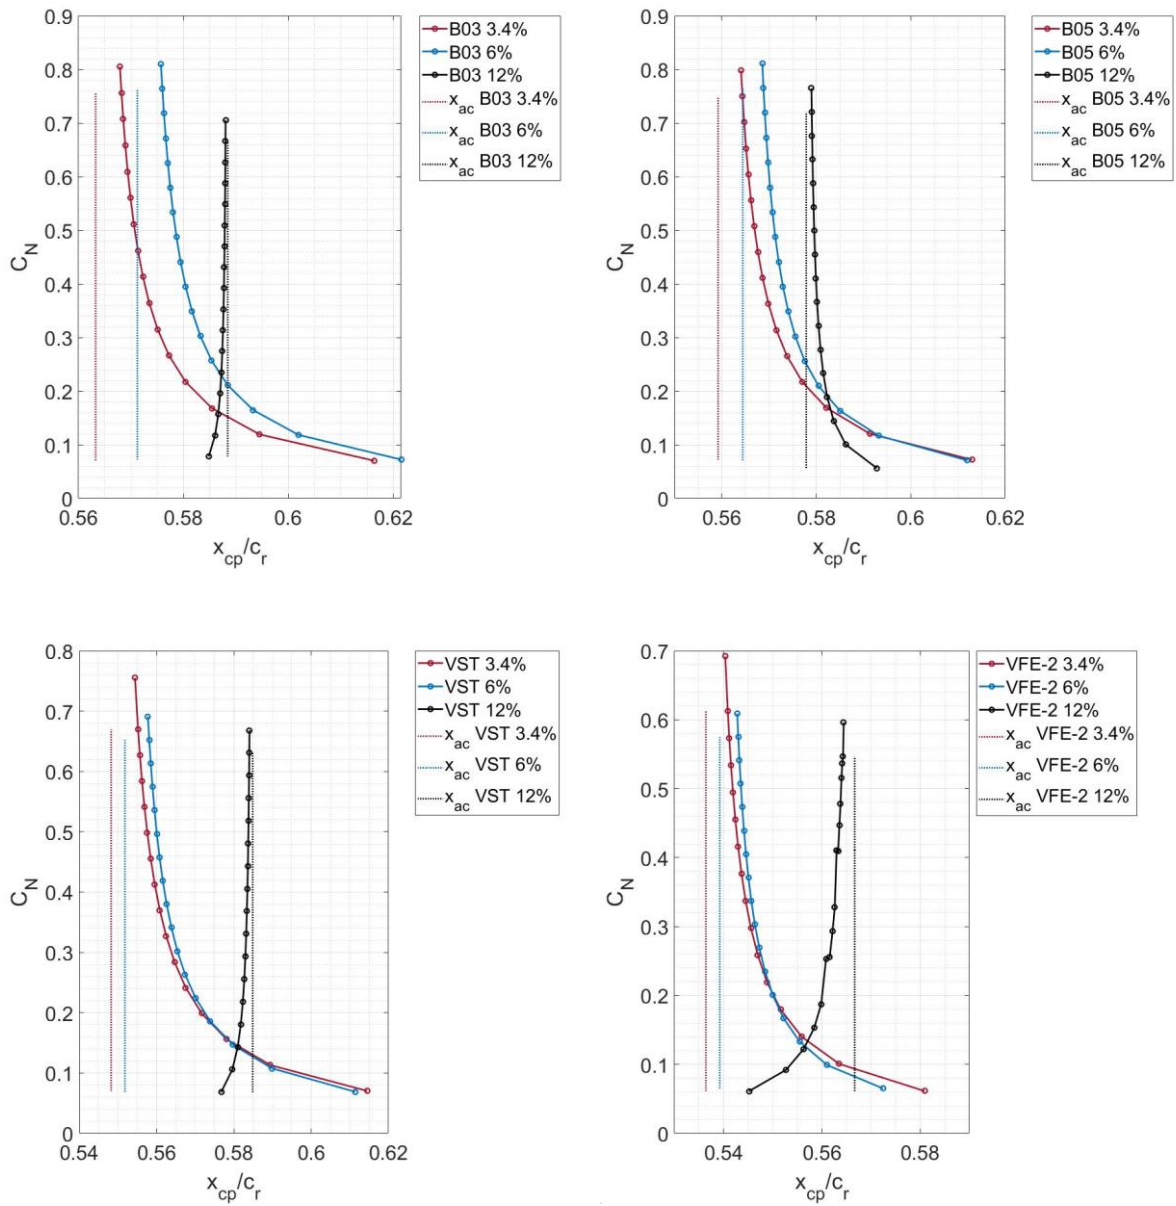 0.9
0.8
0.7
0.6
0.5
0.4
0.3
0.2
0.1
0
C_N
0.56
0.58
0.6
0.62
x_cp/c_r
B03 3.4%
B03 6%
B03 12%
x_ac B03 3.4%
x_ac B03 6%
x_ac B03 12%
0.9
0.8
0.7
0.6
0.5
0.4
0.3
0.2
0.1
0
C_N
0.56
0.58
0.6
0.62
x_cp/c_r
B05 3.4%
B05 6%
B05 12%
x_ac B05 3.4%
x_ac B05 6%
x_ac B05 12%
0.8
0.7
0.6
0.5
0.4
0.3
0.2
0.1
0
C_N
0.54
0.56
0.58
0.6
0.62
x_cp/c_r
VST 3.4%
VST 6%
VST 12%
x_ac VST 3.4%
x_ac VST 6%
x_ac VST 12%
0.7
0.6
0.5
0.4
0.3
0.2
0.1
0
C_N
0.54
0.56
0.58
x_cp/c_r
VFE-2 3.4%
VFE-2 6%
VFE-2 12%
x_ac VFE-2 3.4%
x_ac VFE-2 6%
x_ac VFE-2 12%